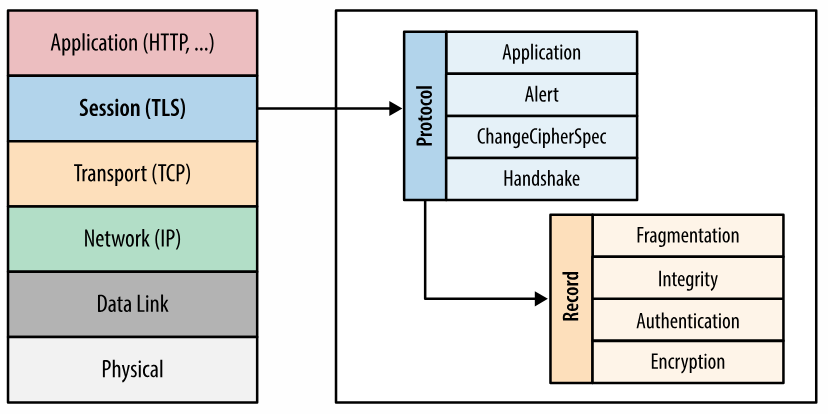 Application (HTTP, ...)
Session (TLS)
Transport (TCP)
Network (IP)
Data Link
Physical
Protocol
Application
Alert
ChangeCipherSpec
Handshake
Record
Fragmentation
Integrity
Authentication
Encryption